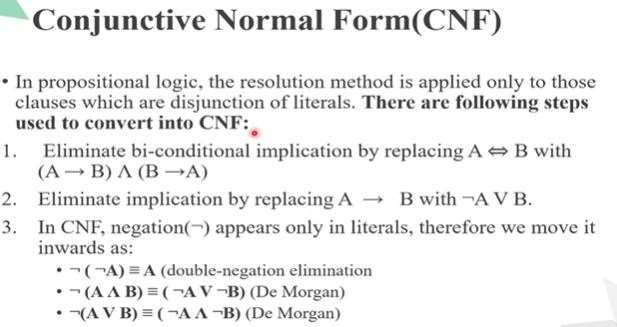 Conjunctive Normal Form(CNF)
• In propositional logic, the resolution method is applied only to those
clauses which are disjunction of literals. There are following steps
used to convert into CNF:
1. Eliminate bi-conditional implication by replacing A ⇔ B with
(A → B) Λ (B →A)
2. Eliminate implication by replacing A → B with ¬A V B.
3. In CNF, negation(¬) appears only in literals, therefore we move it
inwards as:
• ¬ ( ¬A) ≡ A (double-negation elimination
• ¬ (A Λ B) ≡ ( ¬A V ¬B) (De Morgan)
• ¬(A V B) ≡ ( ¬A Λ ¬B) (De Morgan)